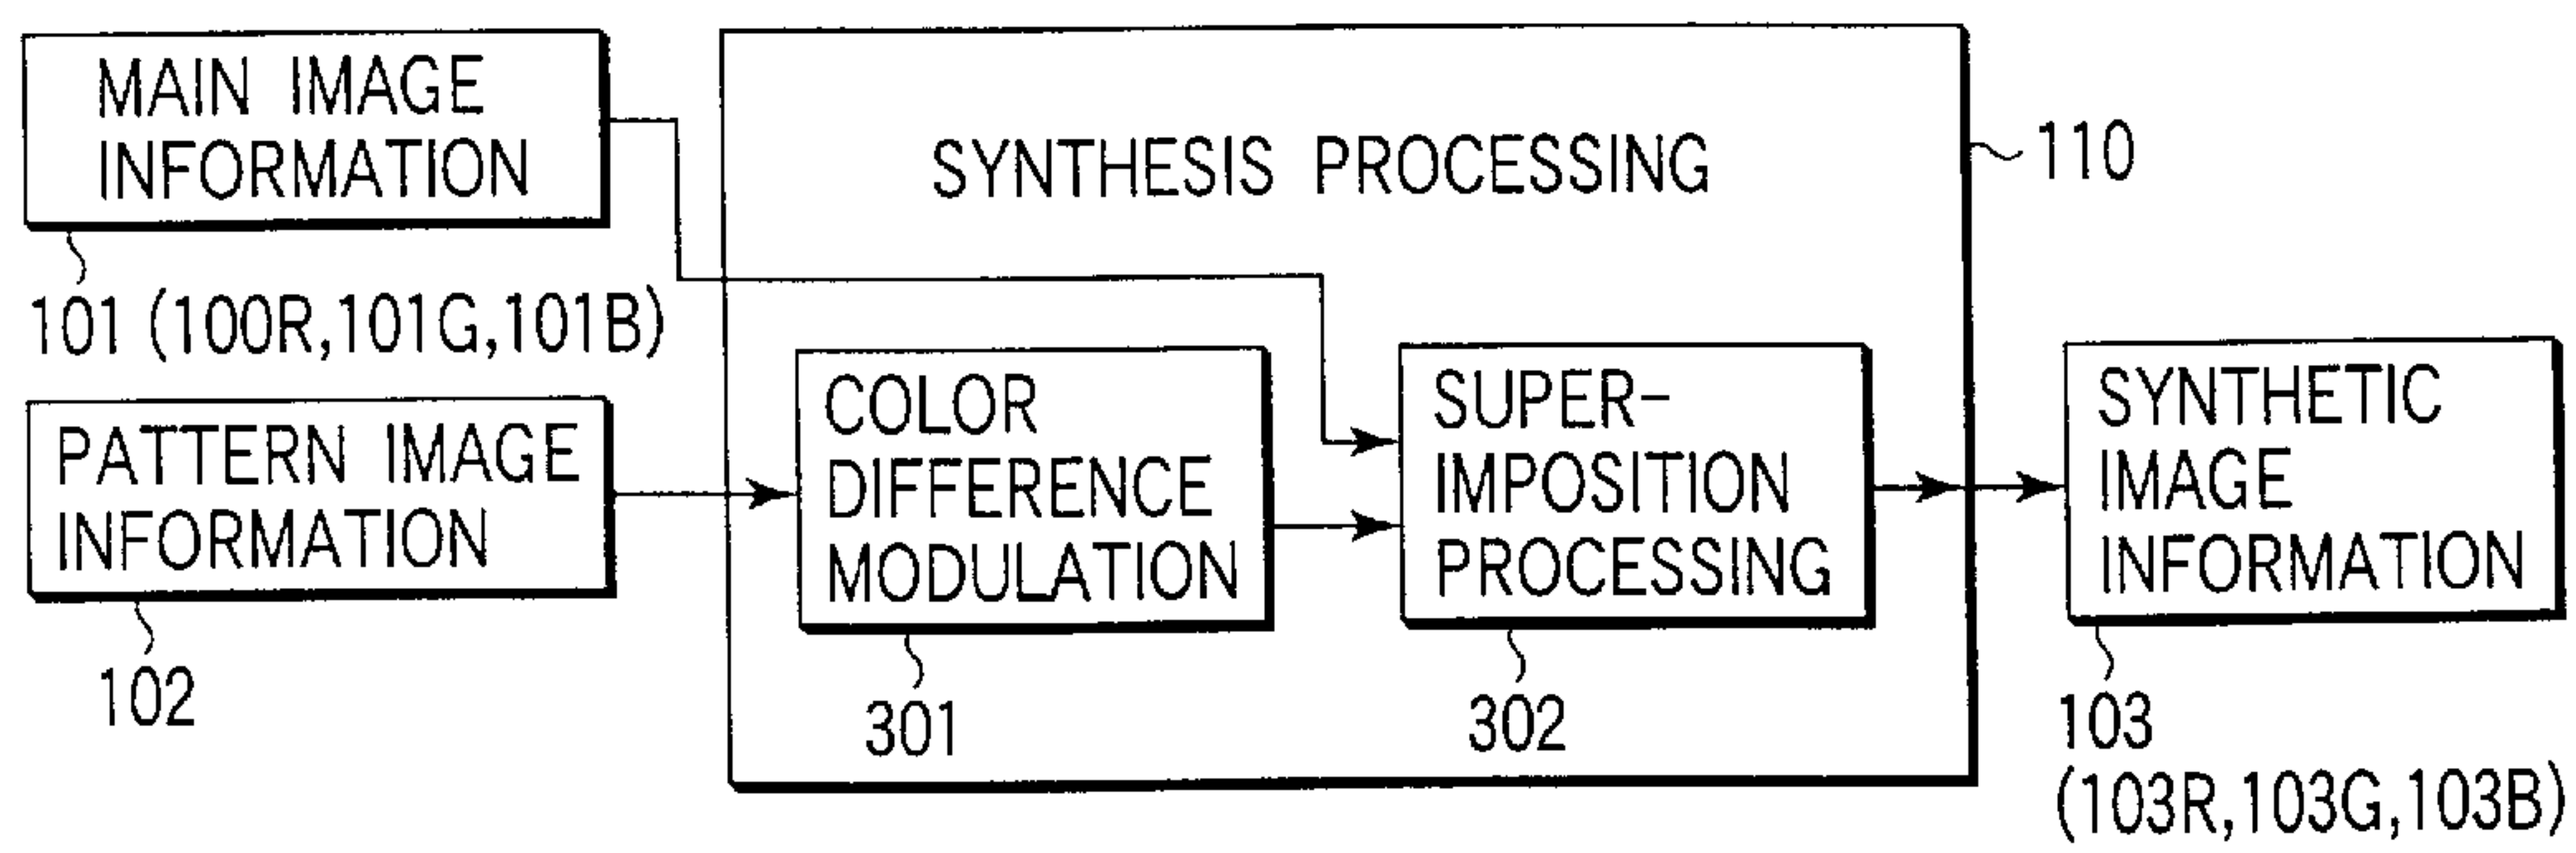 MAIN IMAGE
INFORMATION
101 (100R,101G,101B)
PATTERN IMAGE
INFORMATION
102
SYNTHESIS PROCESSING
110
COLOR
DIFFERENCE
MODULATION
301
SUPER-
IMPOSITION
PROCESSING
302
SYNTHETIC
IMAGE
INFORMATION
103
(103R,103G,103B)